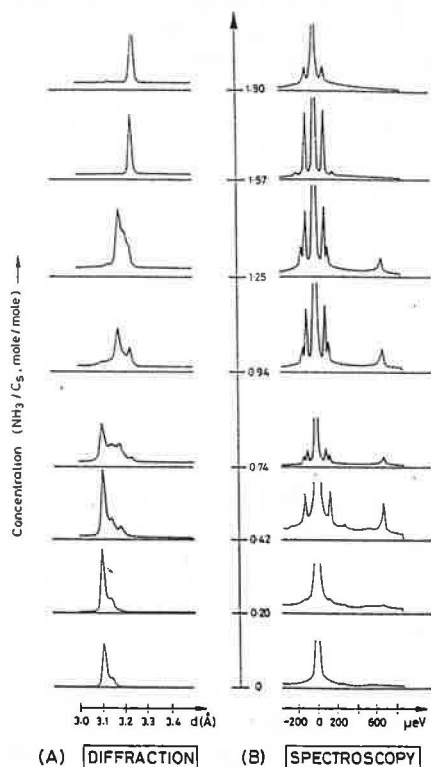 Concentration (NH3/C5, mole/mole) →
1·90
1·57
1·25
0·94
0·74
0·42
0·20
0
3.0 3.1 3.2 3.3 3.4 d(Å)
-200 0 200 600 μeV
(A) DIFFRACTION (B) SPECTROSCOPY